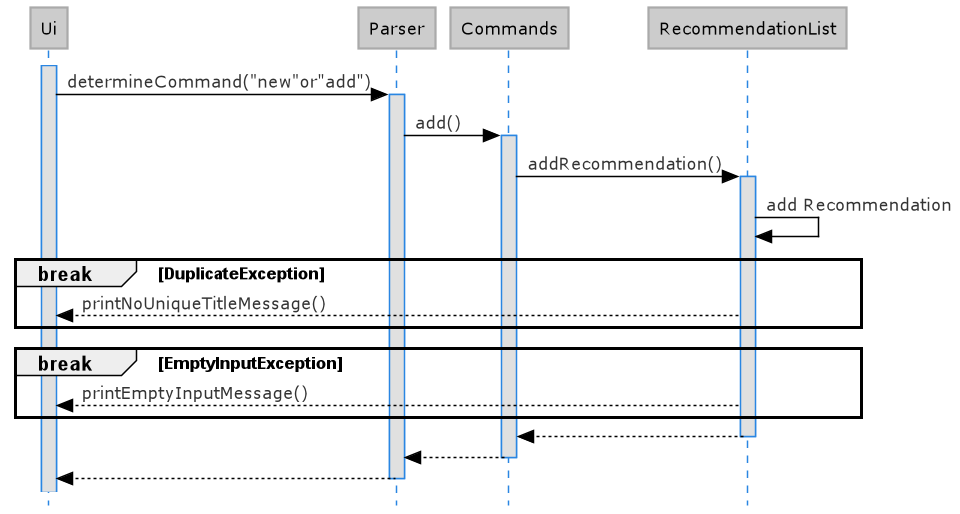 Ui Parser Commands RecommendationList
determineCommand("new"or"add")
add()
addRecommendation()
add Recommendation
break [DuplicateException]
printNoUniqueTitleMessage()
break [EmptyInputException]
printEmptyInputMessage()